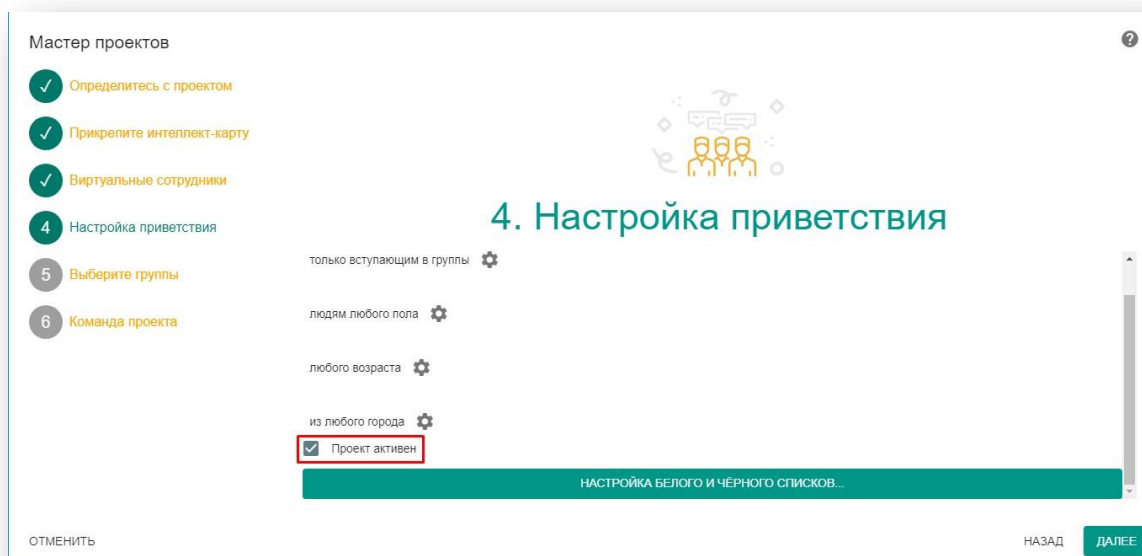 Мастер проектов
Определитесь с проектом
Прикрепите интеллект-карту
Виртуальные сотрудники
4 Настройка приветствия
5 Выберите группы
6 Команда проекта
4. Настройка приветствия
только вступающим в группы
людям любого пола
любого возраста
из любого города
Проект активен
НАСТРОЙКА БЕЛОГО И ЧЁРНОГО СПИСКОВ...
ОТМЕНИТЬ
НАЗАД
ДАЛЕЕ